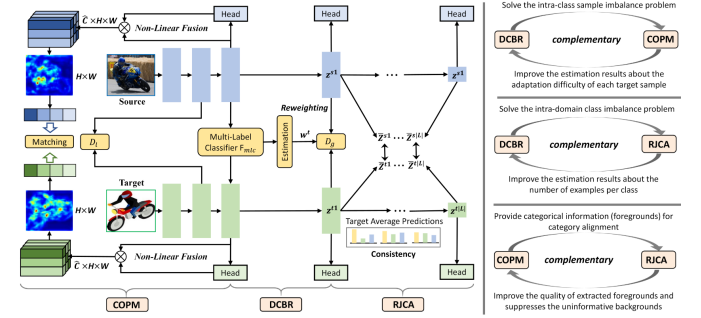 Head
Head
Head
C̃×H×W
Non-Linear Fusion
H×W
Source
z^{s1}
...
z^{s1}
Reweighting
Matching
D_l
Multi-Label
Classifier F_{mlc}
Estimation
w^t
D_g
z̄^{s1} ... z̄^{s|L|}
z̄^{t1} ... z̄^{t|L|}
Target
H×W
z^{t1}
...
z^{t|L|}
Target Average Predictions
Consistency
Non-Linear Fusion
C̃×H×W
Head
Head
Head
COPM
DCBR
RJCA
Solve the intra-class sample imbalance problem
DCBR
complementary
COPM
Improve the estimation results about the
adaptation difficulty of each target sample
Solve the intra-domain class imbalance problem
DCBR
complementary
RJCA
Improve the estimation results about the
number of examples per class
Provide categorical information (foregrounds) for
category alignment
COPM
complementary
RJCA
Improve the quality of extracted foregrounds and
suppresses the uninformative backgrounds